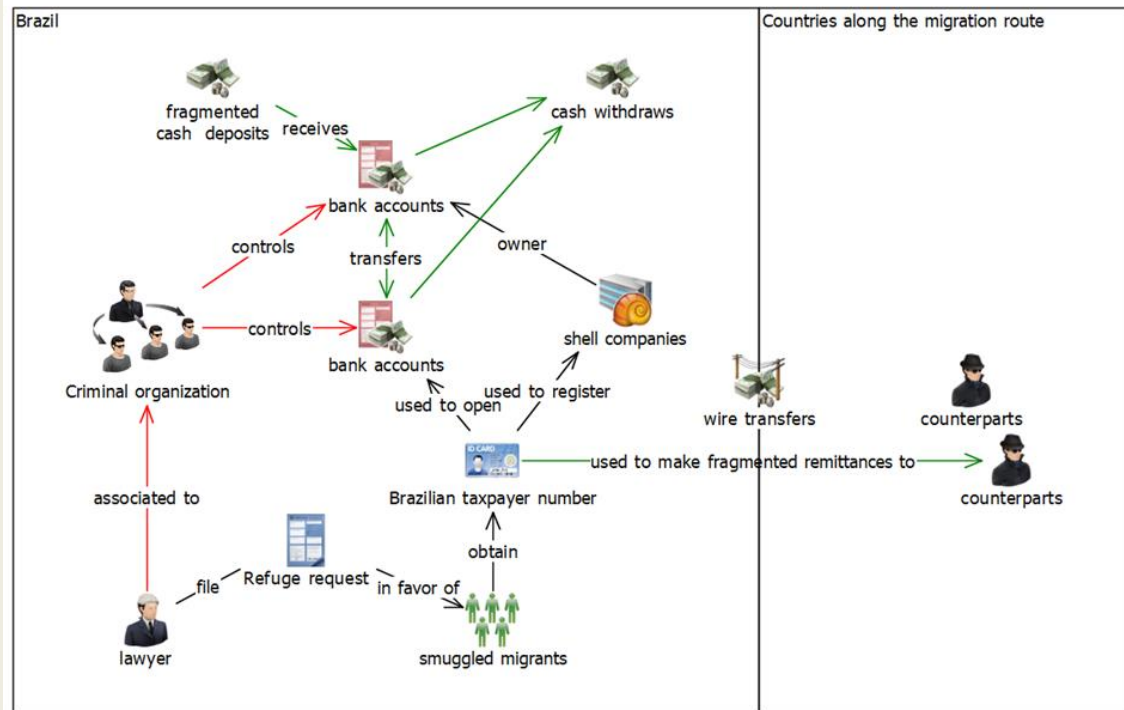 Brazil
Countries along the migration route
fragmented
cash deposits
receives
cash withdraws
bank accounts
controls
owner
transfers
controls
shell companies
bank accounts
Criminal organization
used to open
used to register
wire transfers
counterparts
used to make fragmented remittances to
ID CARD
Brazilian taxpayer number
counterparts
associated to
obtain
file
Refuge request
in favor of
lawyer
smuggled migrants